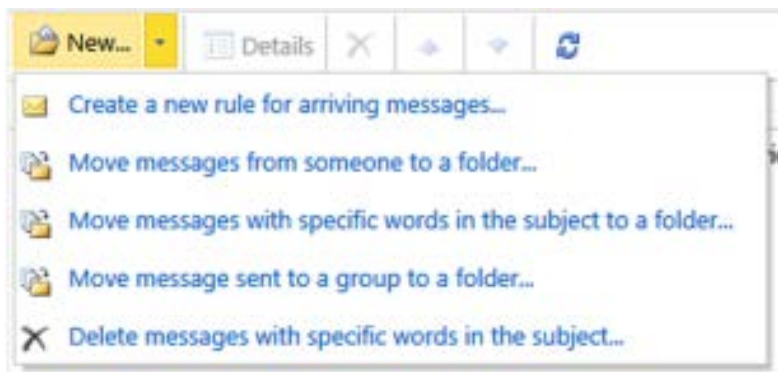 New... Details
Create a new rule for arriving messages...
Move messages from someone to a folder...
Move messages with specific words in the subject to a folder...
Move message sent to a group to a folder...
Delete messages with specific words in the subject...